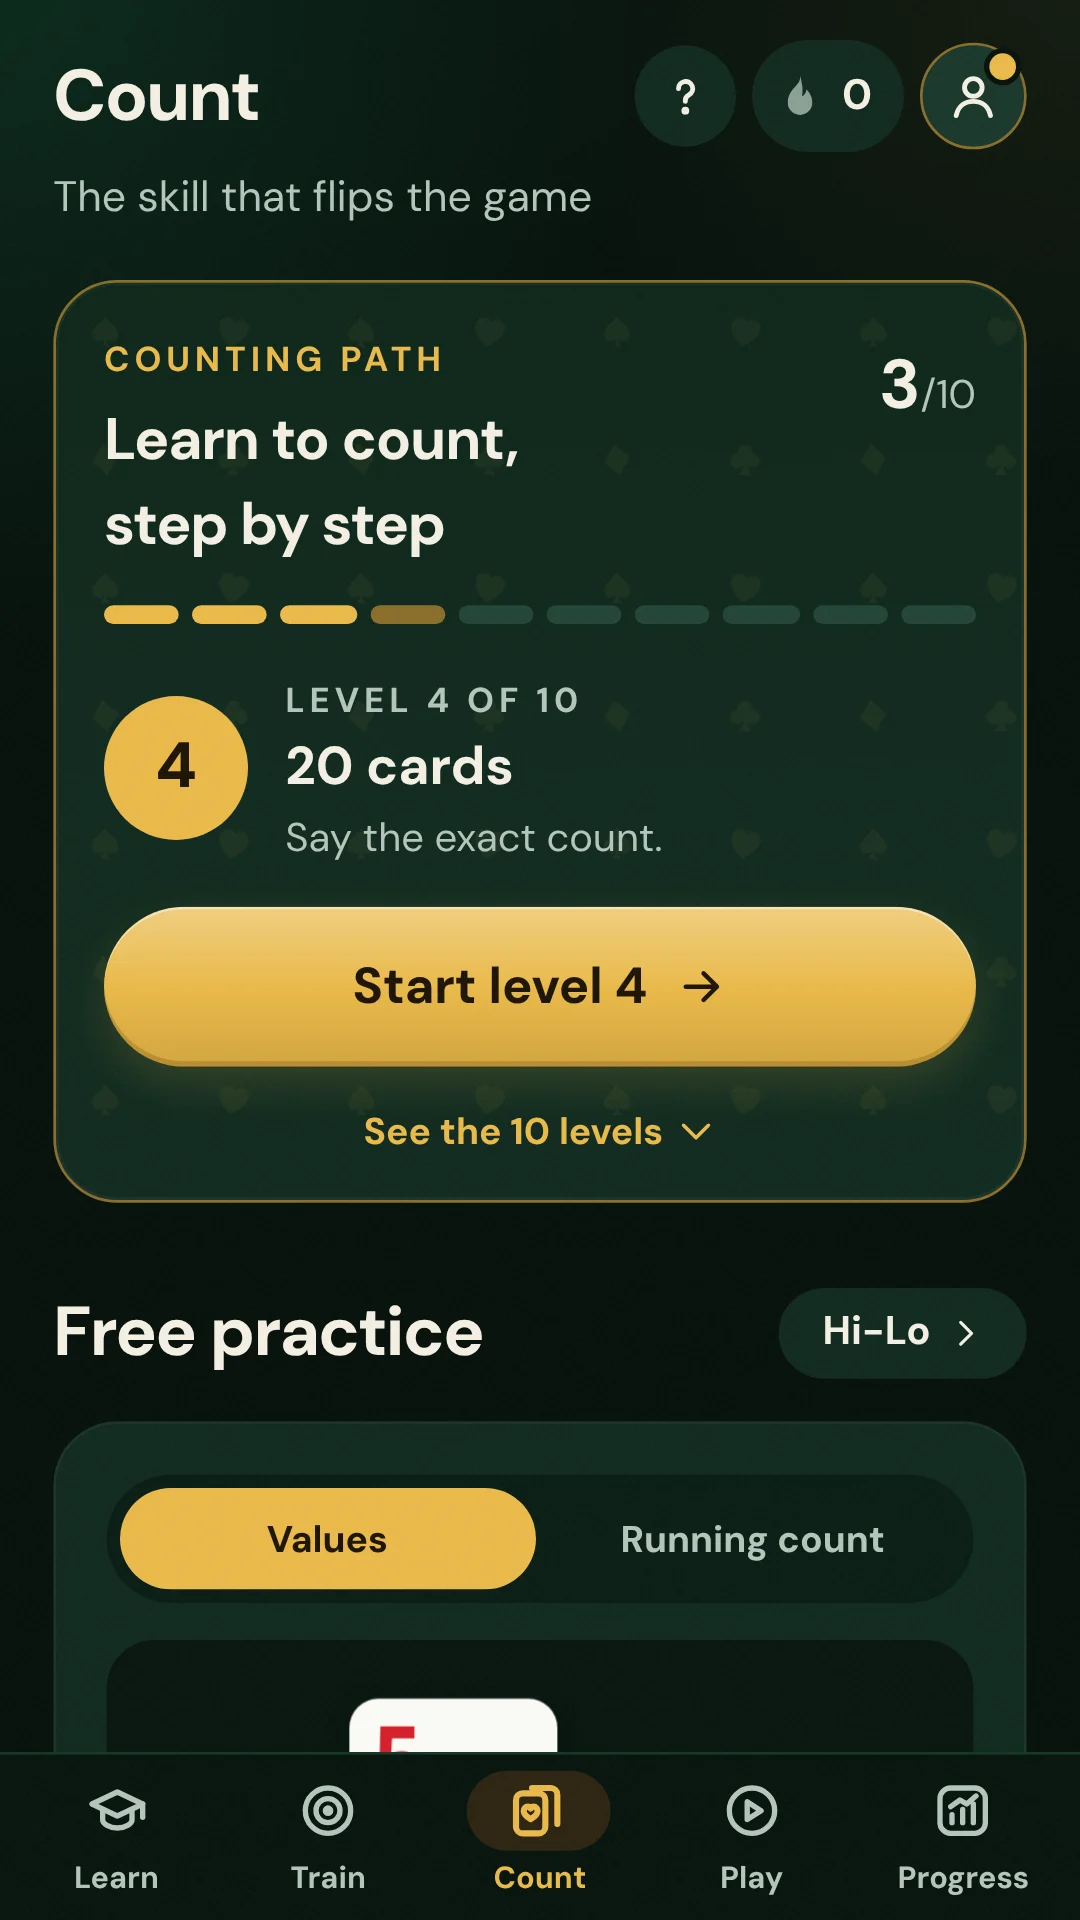 Count
?
0
The skill that flips the game
COUNTING PATH
3/10
Learn to count,
step by step
LEVEL 4 OF 10
4
20 cards
Say the exact count.
Start level 4 →
See the 10 levels
Free practice
Hi-Lo
Values
Running count
5
Learn
Train
Count
Play
Progress